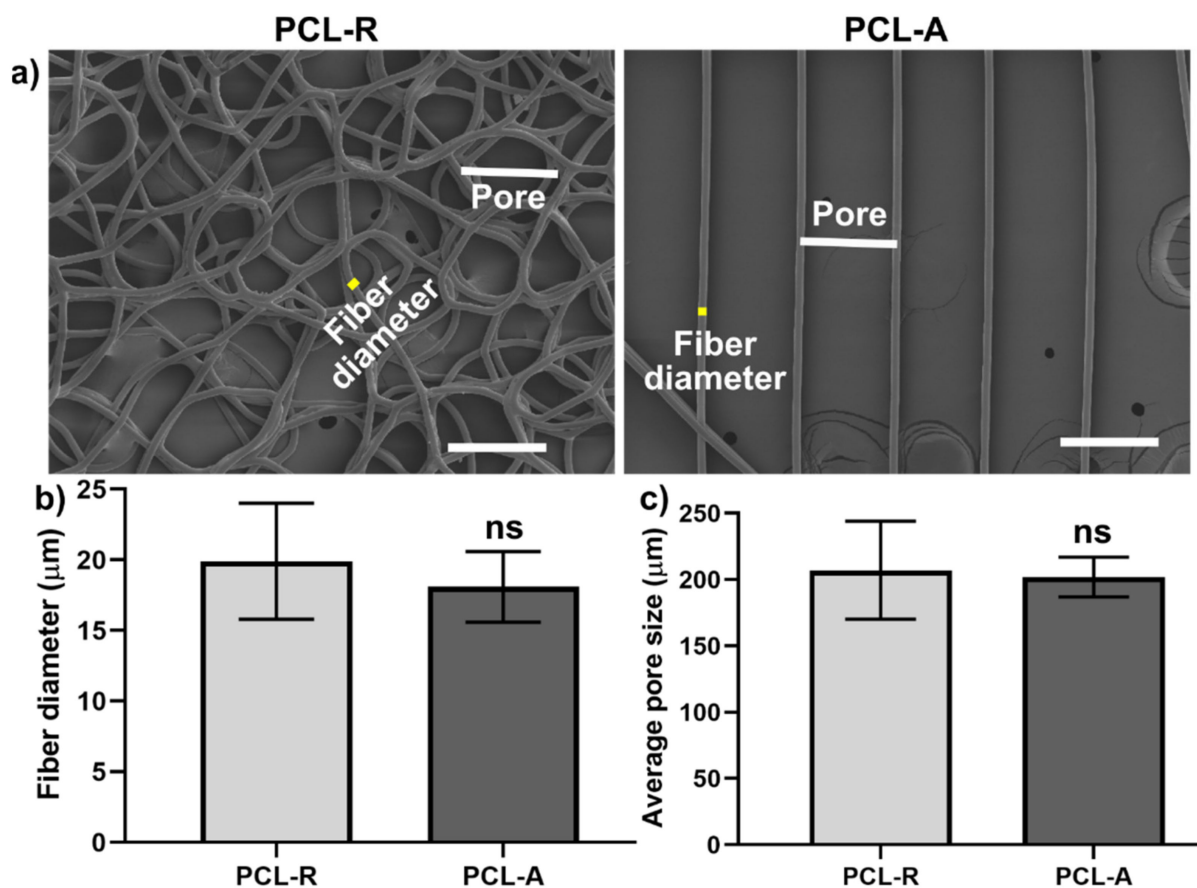 PCL-R
PCL-A
a)
Pore
Fiber
diameter
Pore
Fiber
diameter
b)
Fiber diameter (μm)
25
20
15
10
5
0
ns
PCL-R
PCL-A
c)
Average pore size (μm)
250
200
150
100
50
0
ns
PCL-R
PCL-A